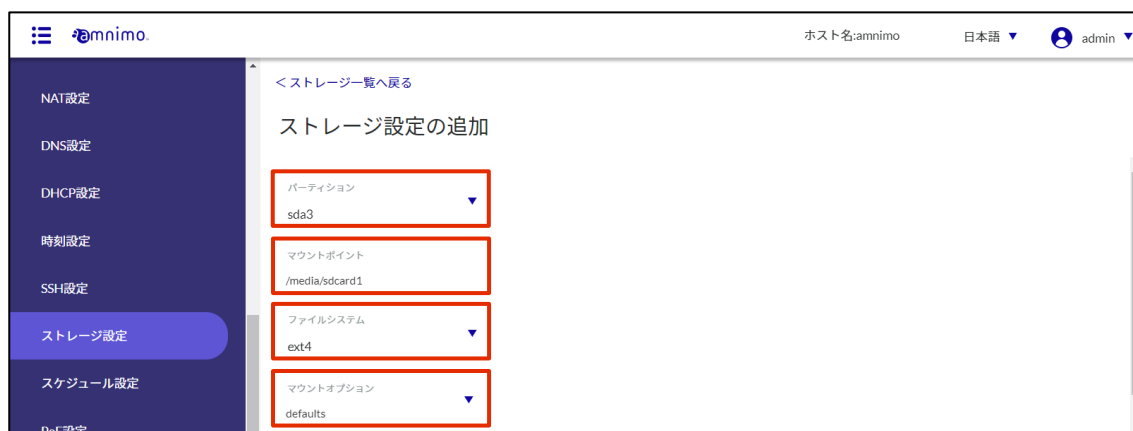 amnimo.
ホスト名:amnimo
日本語 ▼
admin ▼
NAT設定
DNS設定
DHCP設定
時刻設定
SSH設定
ストレージ設定
スケジュール設定
PoE設定
＜ストレージ一覧へ戻る
ストレージ設定の追加
パーティション
sda3
マウントポイント
/media/sdcard1
ファイルシステム
ext4
マウントオプション
defaults